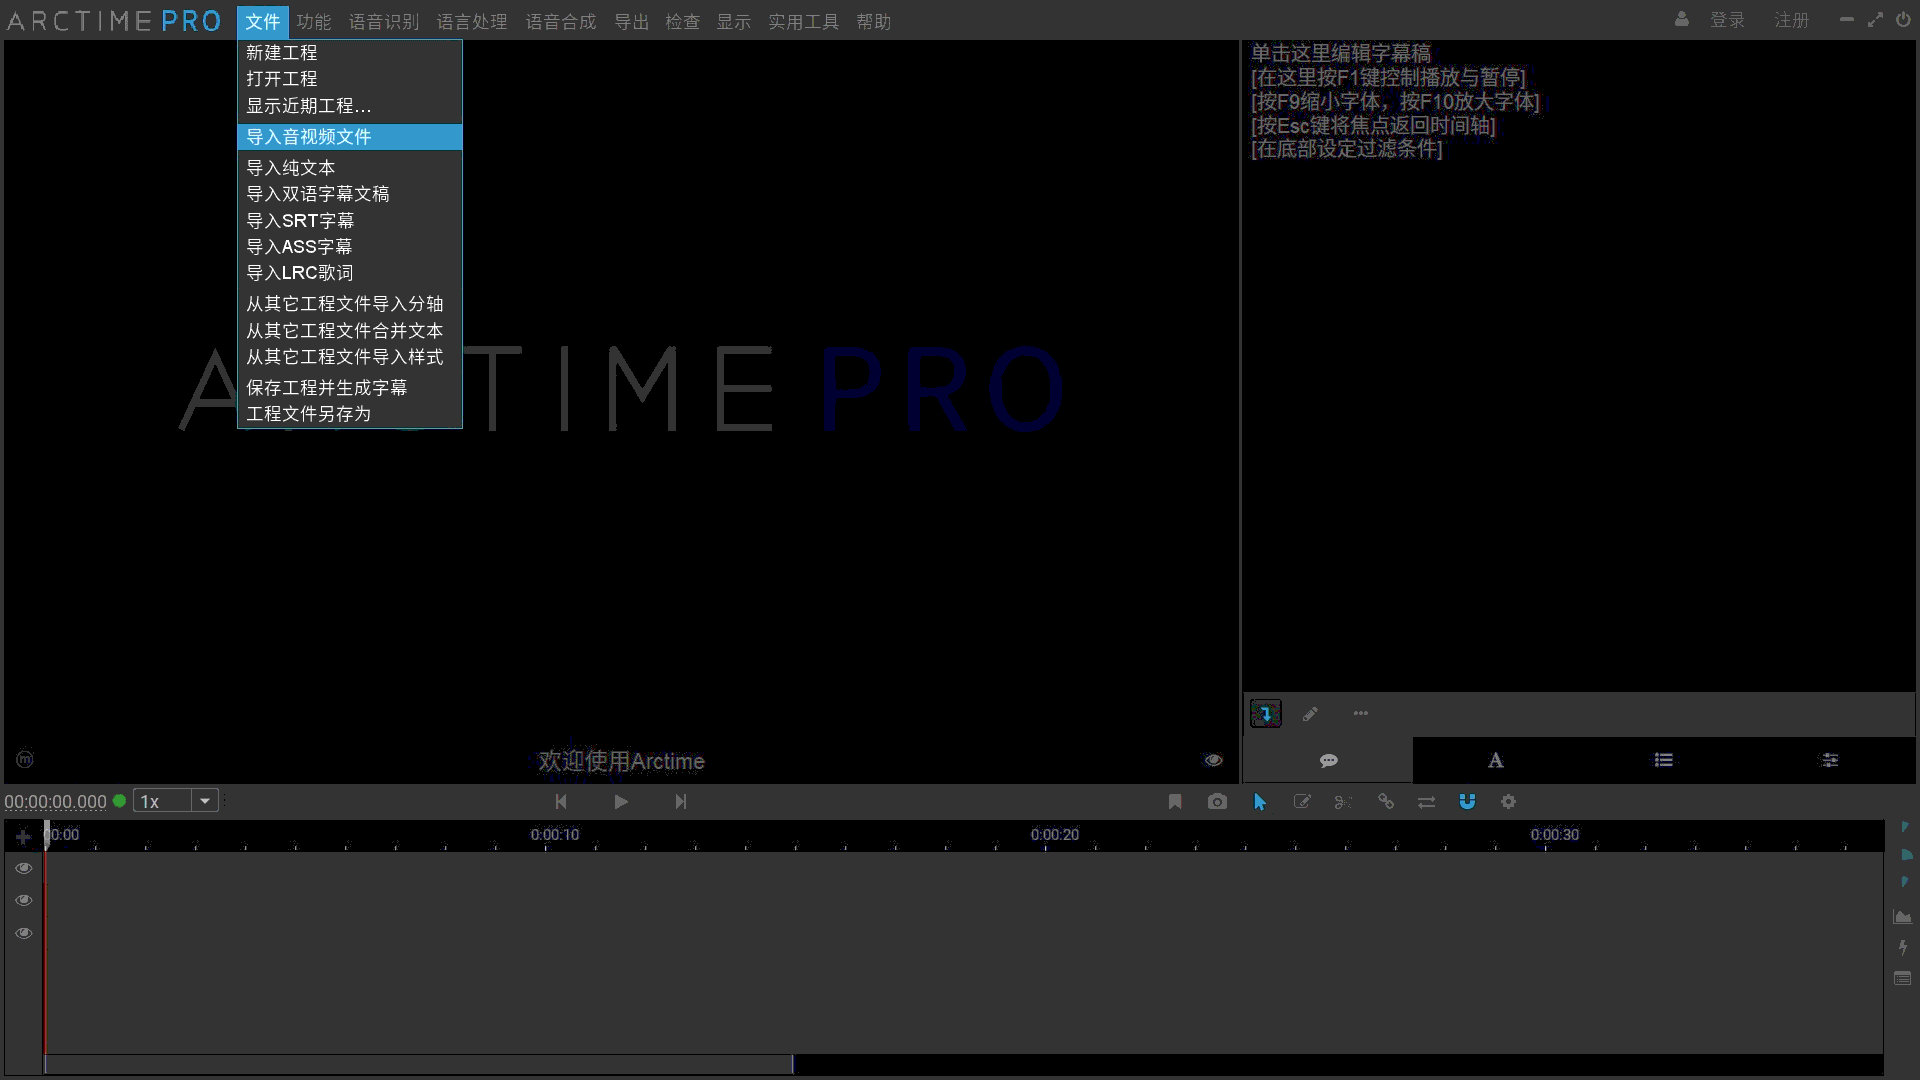 ARCTIME PRO 文件 功能 语音识别 语言处理 语音合成 导出 检查 显示 实用工具 帮助 登录 注册
新建工程
打开工程
显示近期工程...
导入音视频文件
导入纯文本
导入双语字幕文稿
导入SRT字幕
导入ASS字幕
导入LRC歌词
从其它工程文件导入分轴
从其它工程文件合并文本
从其它工程文件导入样式
保存工程并生成字幕
工程文件另存为
单击这里编辑字幕稿
[在这里按F1键控制播放与暂停]
[按F9缩小字体，按F10放大字体]
[按Esc键将焦点返回时间轴]
[在底部设定过滤条件]
A TIME PRO
m 欢迎使用Arctime
A
00:00:00.000 1x
00:00 0:00:10 0:00:20 0:00:30